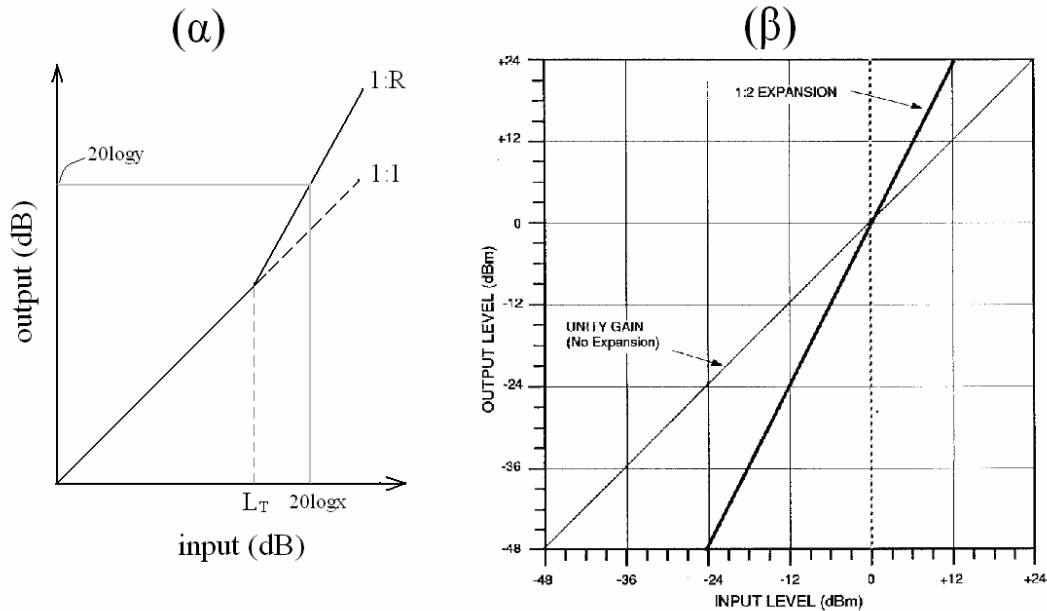 (α)
1:R
20logy
1:1
output (dB)
L_T
20logx
input (dB)
(β)
+24
1:2 EXPANSION
+12
0
OUTPUT LEVEL (dBm)
-12
UNITY GAIN
(No Expansion)
-24
-36
-48
-48 -36 -24 -12 0 +12 +24
INPUT LEVEL (dBm)